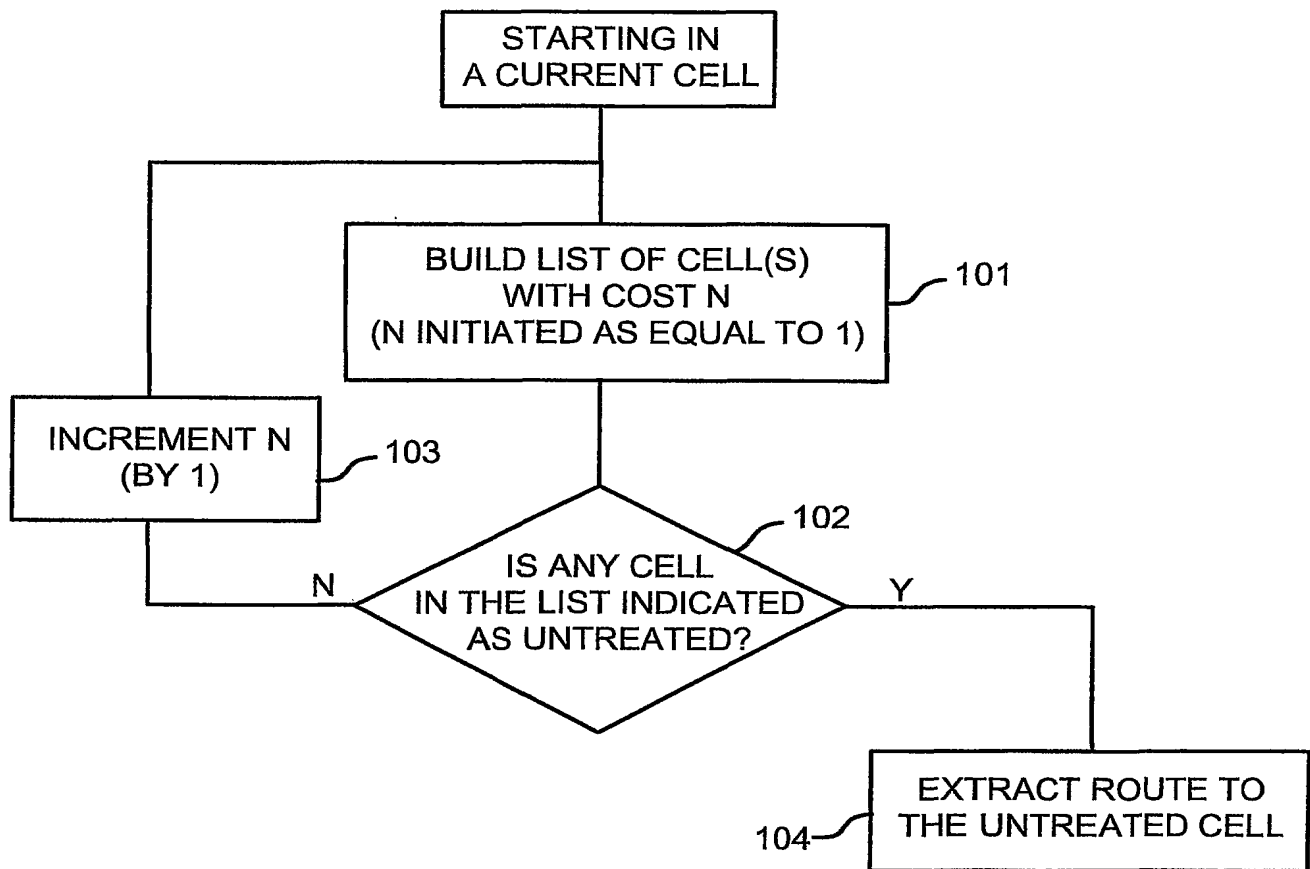 STARTING IN
A CURRENT CELL
BUILD LIST OF CELL(S)
WITH COST N
(N INITIATED AS EQUAL TO 1)
101
INCREMENT N
(BY 1)
103
102
IS ANY CELL
IN THE LIST INDICATED
AS UNTREATED?
N
Y
EXTRACT ROUTE TO
THE UNTREATED CELL
104